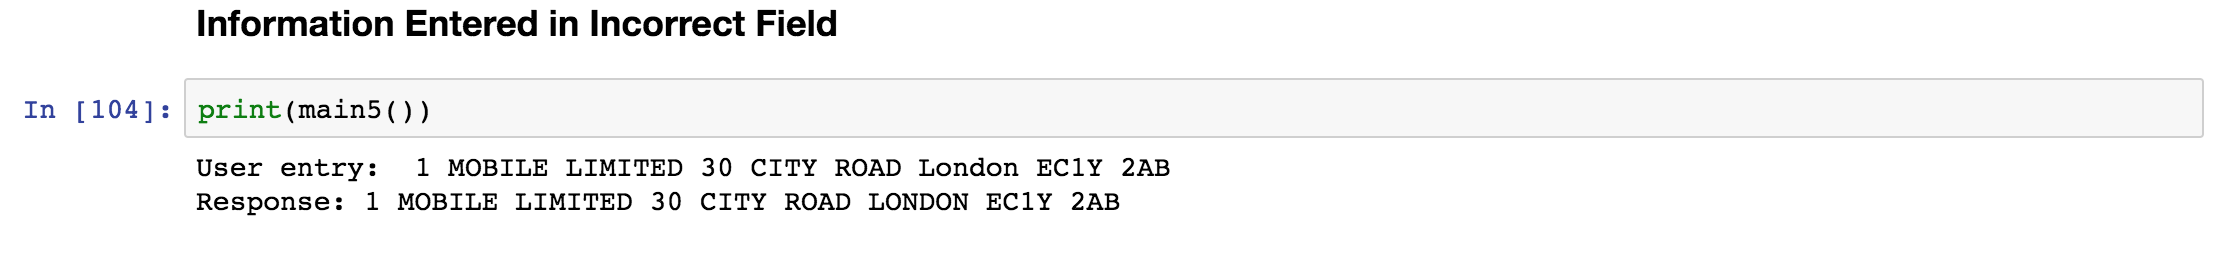 Information Entered in Incorrect Field
In [104]: print(main5())
User entry:  1 MOBILE LIMITED 30 CITY ROAD London EC1Y 2AB
Response: 1 MOBILE LIMITED 30 CITY ROAD LONDON EC1Y 2AB